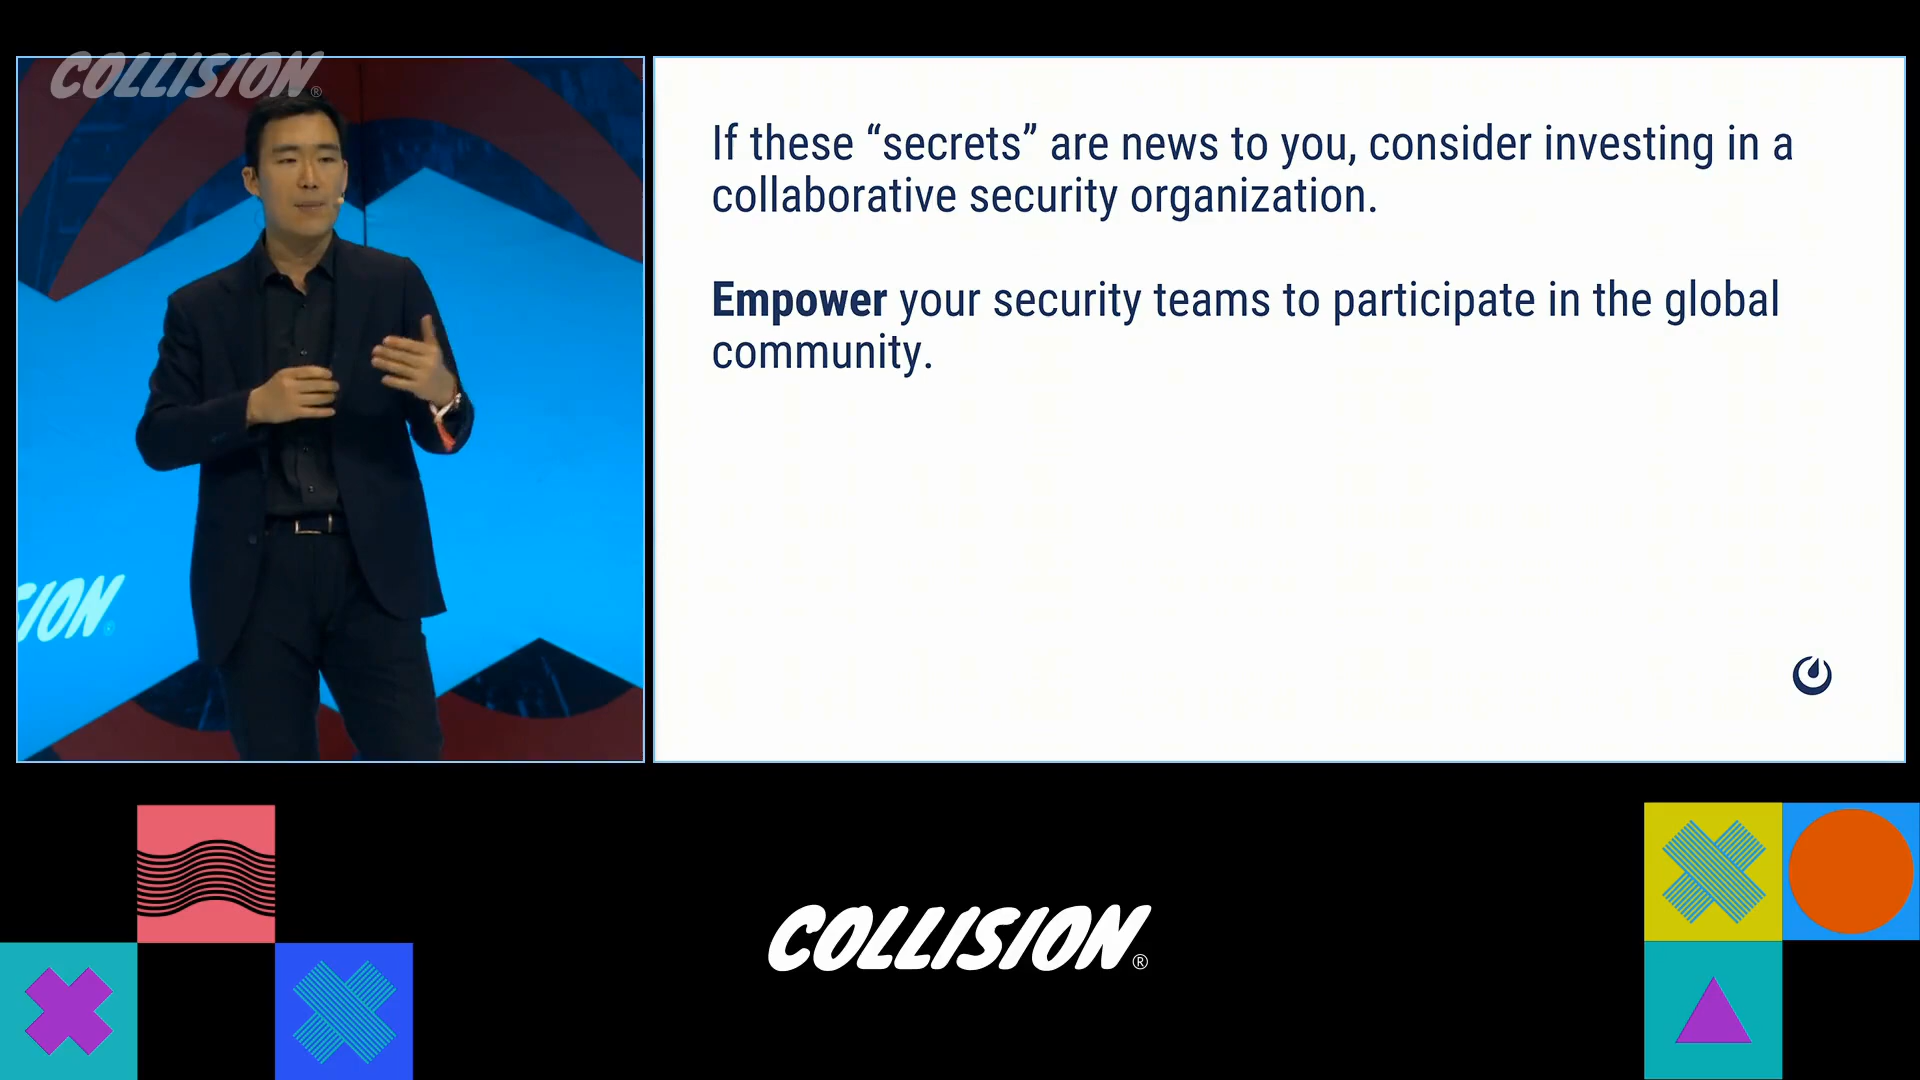 COLLISION®
If these “secrets” are news to you, consider investing in a
collaborative security organization.
Empower your security teams to participate in the global
community.
SION®
COLLISION®